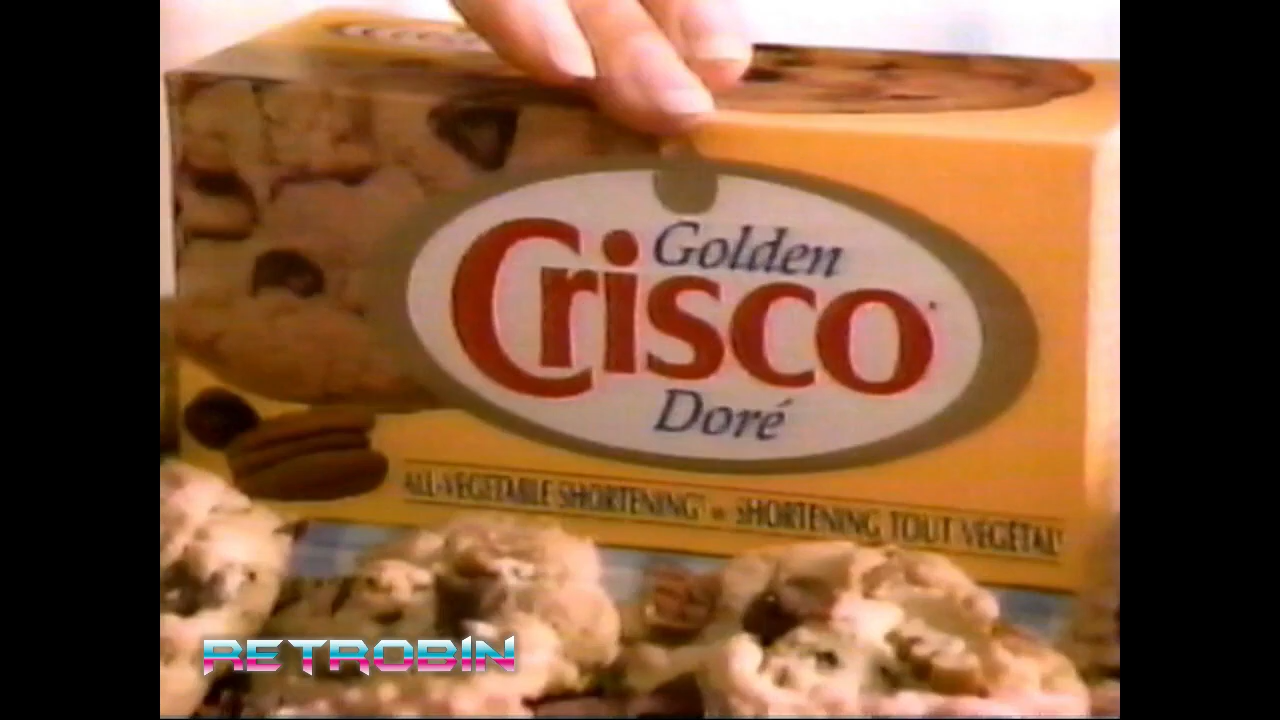 Golden
Crisco
Doré
ALL-VEGETABLE SHORTENING - SHORTENING TOUT VÉGÉTAL
RETROBIN